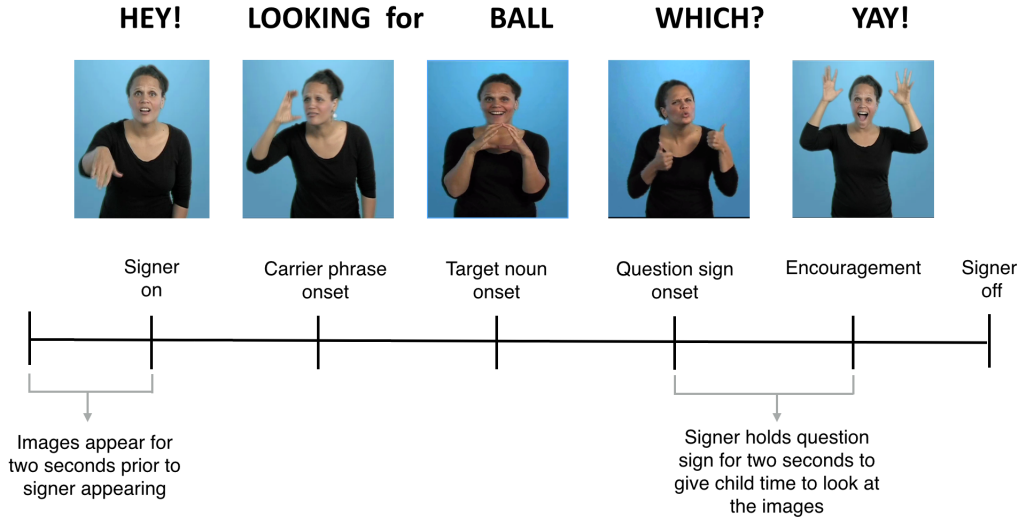 HEY!
LOOKING for
BALL
WHICH?
YAY!
Signer
on
Carrier phrase
onset
Target noun
onset
Question sign
onset
Encouragement
Signer
off
Images appear for
two seconds prior to
signer appearing
Signer holds question
sign for two seconds to
give child time to look at
the images